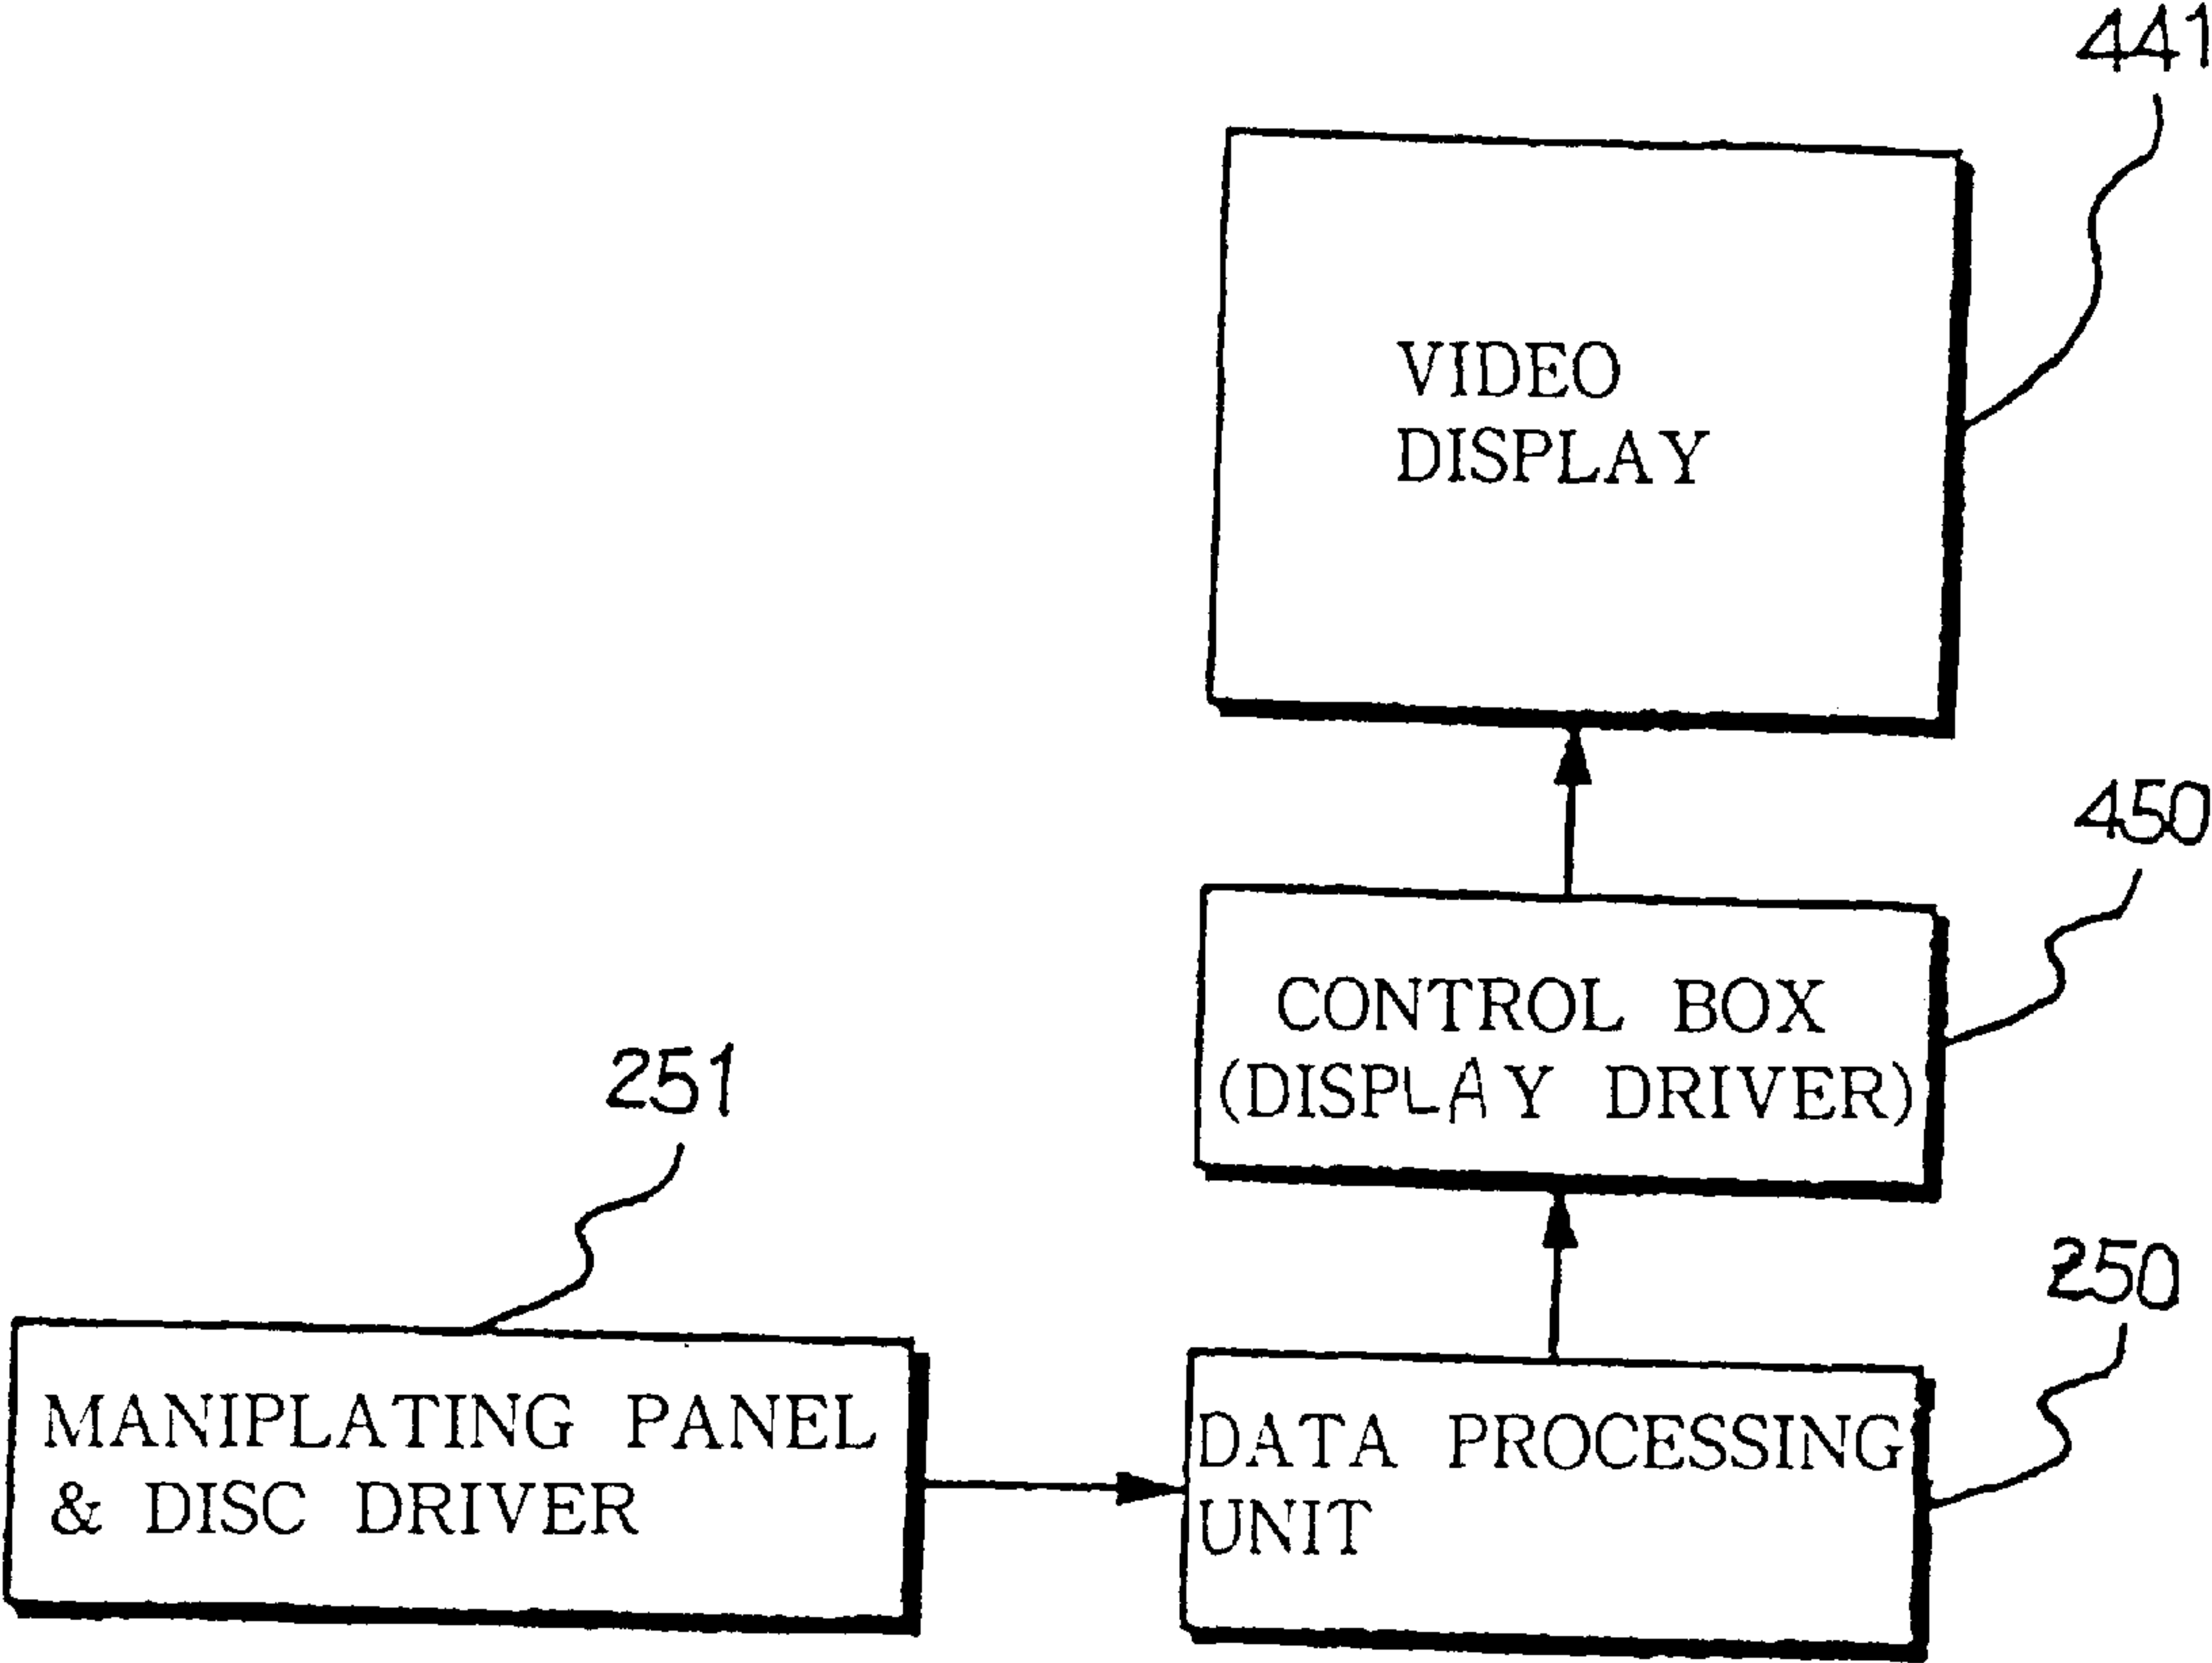 441
VIDEO
DISPLAY
450
CONTROL BOX
(DISPLAY DRIVER)
251
250
MANIPLATING PANEL
& DISC DRIVER
DATA PROCESSING
UNIT